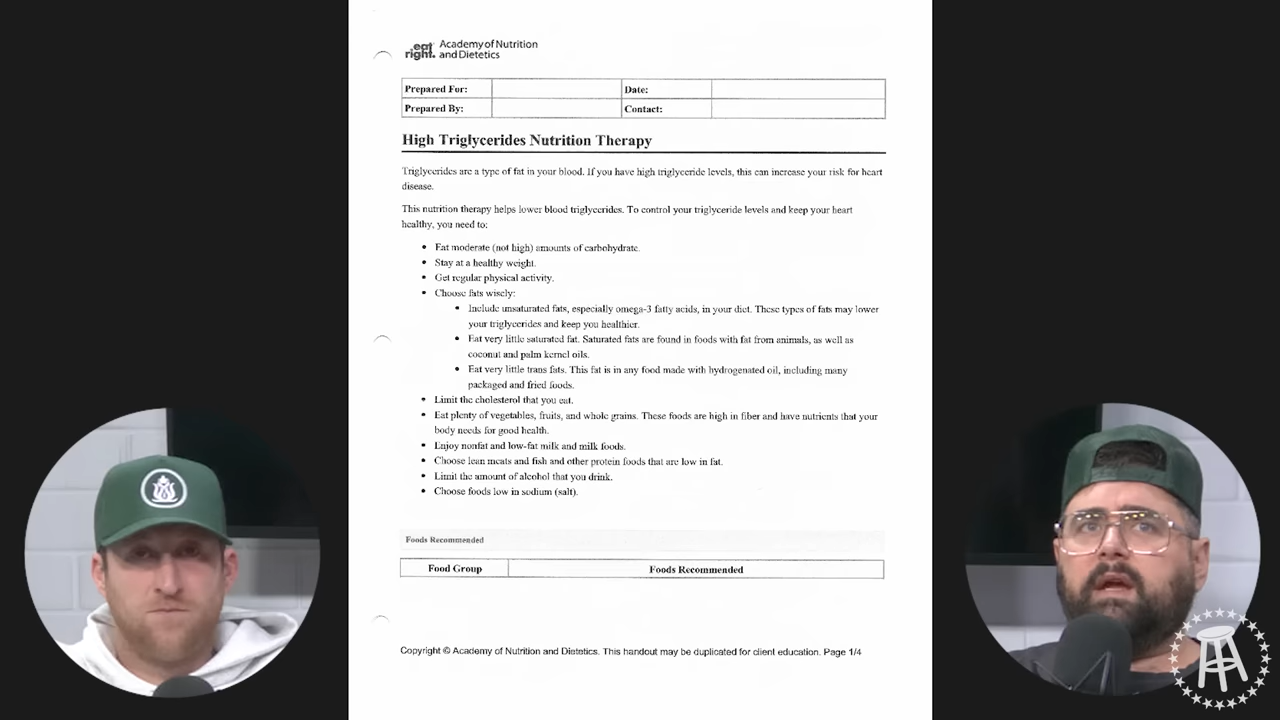 eat right. Academy of Nutrition
and Dietetics
Prepared For: Date:
Prepared By: Contact:
High Triglycerides Nutrition Therapy
Triglycerides are a type of fat in your blood. If you have high triglyceride levels, this can increase your risk for heart
disease.
This nutrition therapy helps lower blood triglycerides. To control your triglyceride levels and keep your heart
healthy, you need to:
• Eat moderate (not high) amounts of carbohydrate.
• Stay at a healthy weight.
• Get regular physical activity.
• Choose fats wisely:
• Include unsaturated fats, especially omega-3 fatty acids, in your diet. These types of fats may lower
your triglycerides and keep you healthier.
• Eat very little saturated fat. Saturated fats are found in foods with fat from animals, as well as
coconut and palm kernel oils.
• Eat very little trans fats. This fat is in any food made with hydrogenated oil, including many
packaged and fried foods.
• Limit the cholesterol that you eat.
• Eat plenty of vegetables, fruits, and whole grains. These foods are high in fiber and have nutrients that your
body needs for good health.
• Enjoy nonfat and low-fat milk and milk foods.
• Choose lean meats and fish and other protein foods that are low in fat.
• Limit the amount of alcohol that you drink.
• Choose foods low in sodium (salt).
Foods Recommended
Food Group Foods Recommended
Copyright © Academy of Nutrition and Dietetics. This handout may be duplicated for client education. Page 1/4